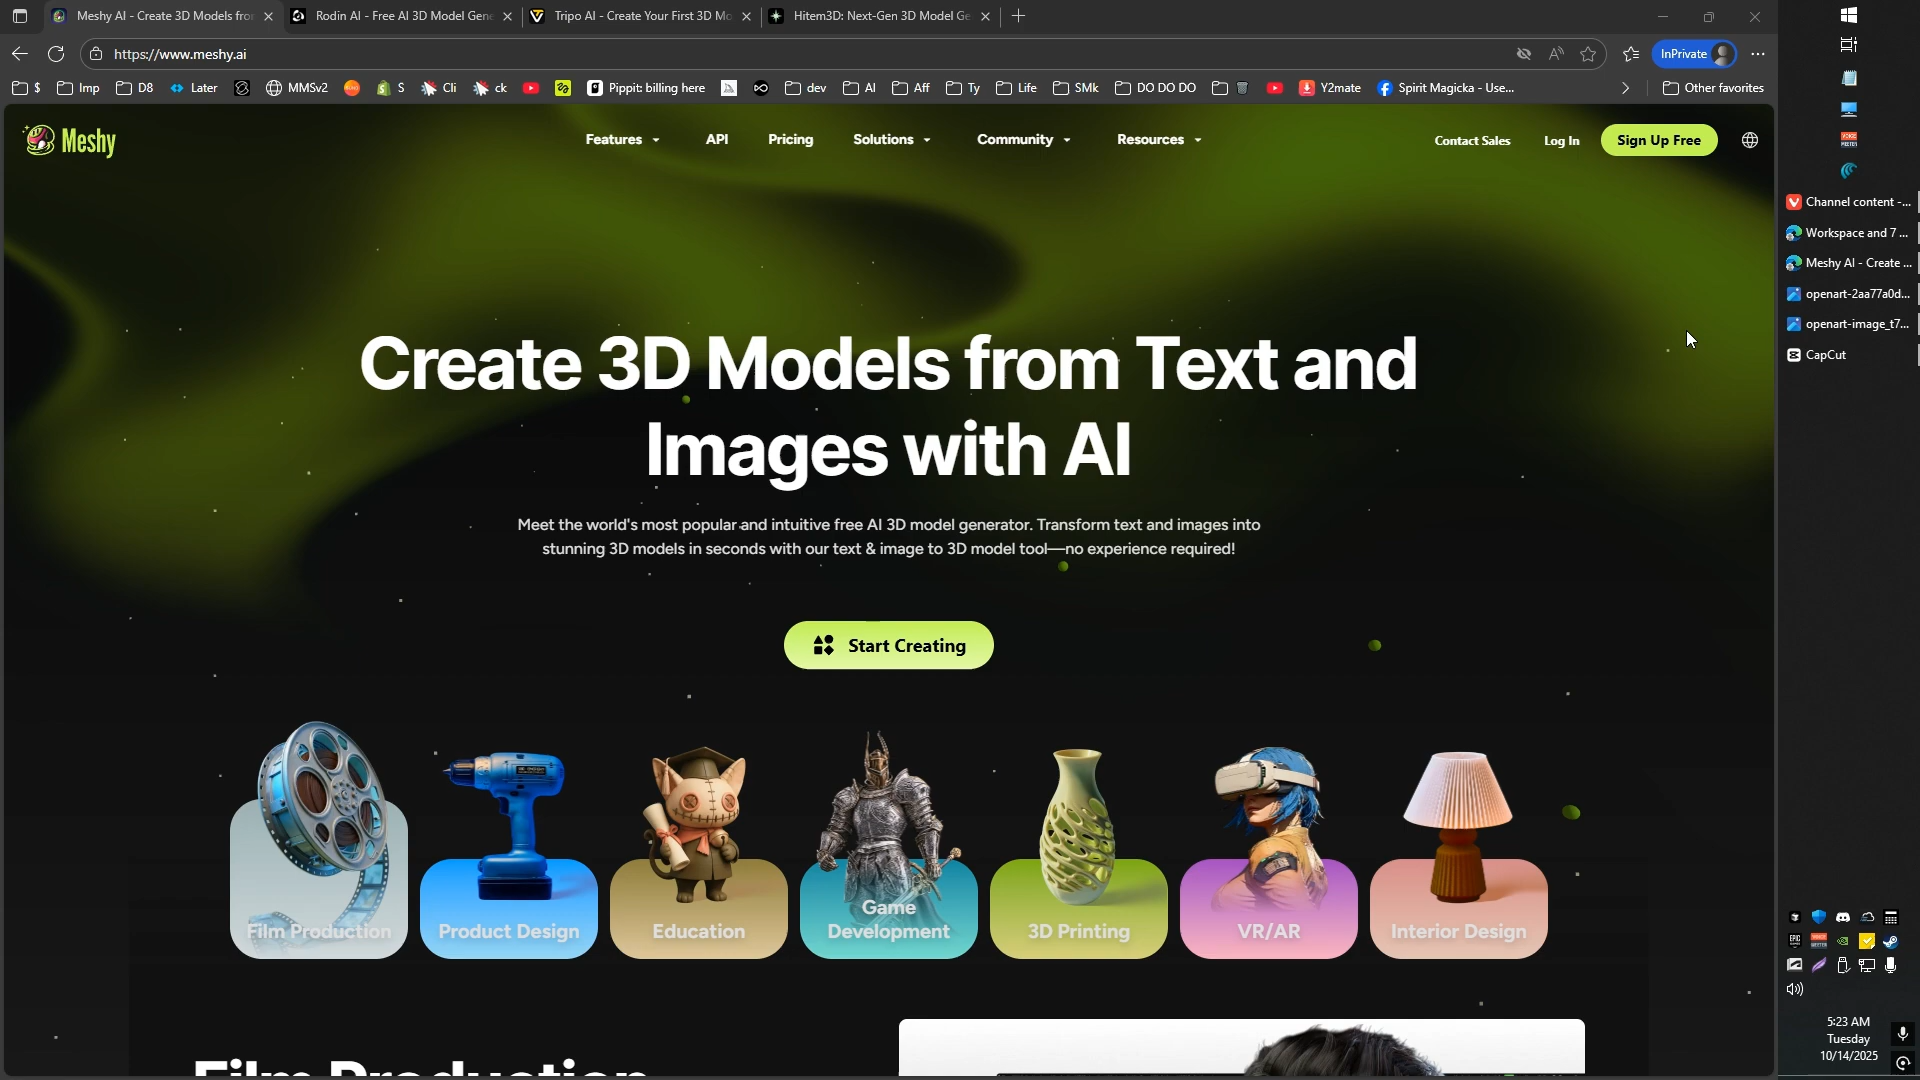 Meshy AI - Create 3D Models fror
Rodin AI - Free AI 3D Model Gene
Tripo AI - Create Your First 3D Mo
Hitem3D: Next-Gen 3D Model Ge
https://www.meshy.ai
InPrivate
$
Imp
D8
Later
MMSv2
S
Cli
ck
Pippit: billing here
dev
AI
Aff
Ty
Life
SMk
DO DO DO
Y2mate
Spirit Magicka - Use...
Other favorites
Meshy
Features
API
Pricing
Solutions
Community
Resources
Contact Sales
Log In
Sign Up Free
Create 3D Models from Text and
Images with AI
Meet the world's most popular and intuitive free AI 3D model generator. Transform text and images into
stunning 3D models in seconds with our text & image to 3D model tool—no experience required!
Start Creating
Film Production
Product Design
Education
Game
Development
3D Printing
VR/AR
Interior Design
Film Production
Channel content -...
Workspace and 7 ...
Meshy AI - Create ...
openart-2aa77a0d...
openart-image_t7...
CapCut
5:23 AM
Tuesday
10/14/2025